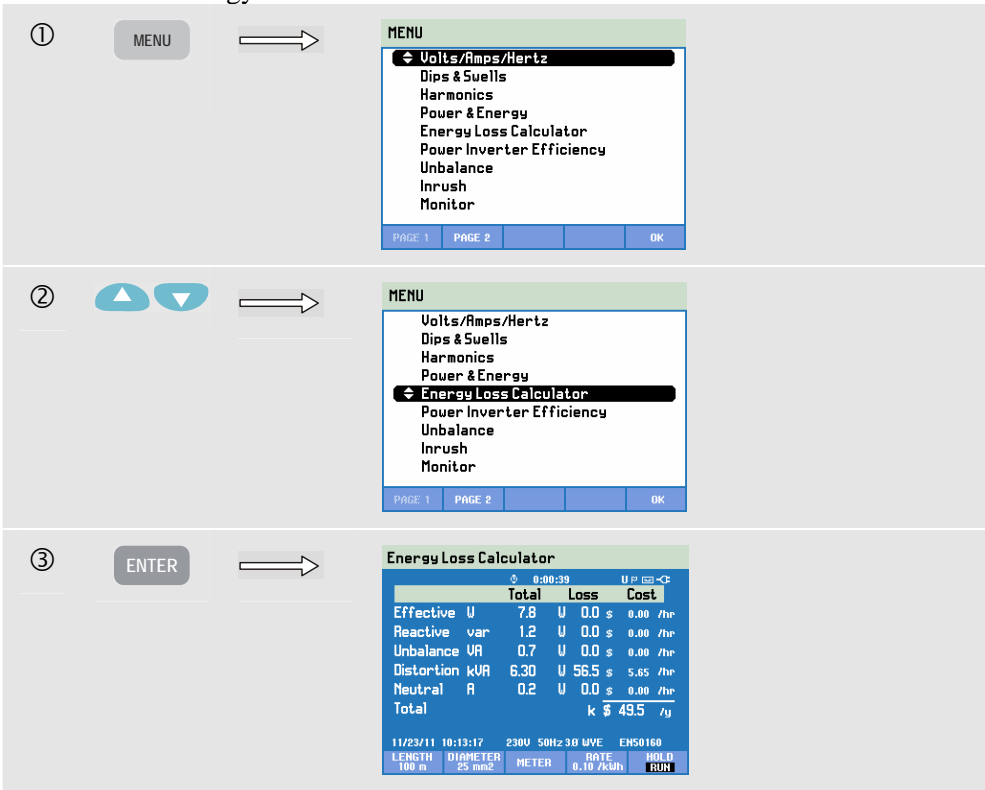 ① MENU
MENU
Volts/Amps/Hertz
Dips & Swells
Harmonics
Power & Energy
Energy Loss Calculator
Power Inverter Efficiency
Unbalance
Inrush
Monitor
PAGE 1 PAGE 2 OK
②
MENU
Volts/Amps/Hertz
Dips & Swells
Harmonics
Power & Energy
Energy Loss Calculator
Power Inverter Efficiency
Unbalance
Inrush
Monitor
PAGE 1 PAGE 2 OK
③ ENTER
Energy Loss Calculator
0:00:39 U P
Total Loss Cost
Effective W 7.8 W 0.0 $ 0.00 /hr
Reactive var 1.2 W 0.0 $ 0.00 /hr
Unbalance VA 0.7 W 0.0 $ 0.00 /hr
Distortion kVA 6.30 W 56.5 $ 5.65 /hr
Neutral A 0.2 W 0.0 $ 0.00 /hr
Total k $ 49.5 /y
11/23/11 10:13:17 230V 50Hz 3Ø WYE EN50160
LENGTH DIAMETER METER RATE HOLD
100 m 25 mm2 0.10 /kWh RUN